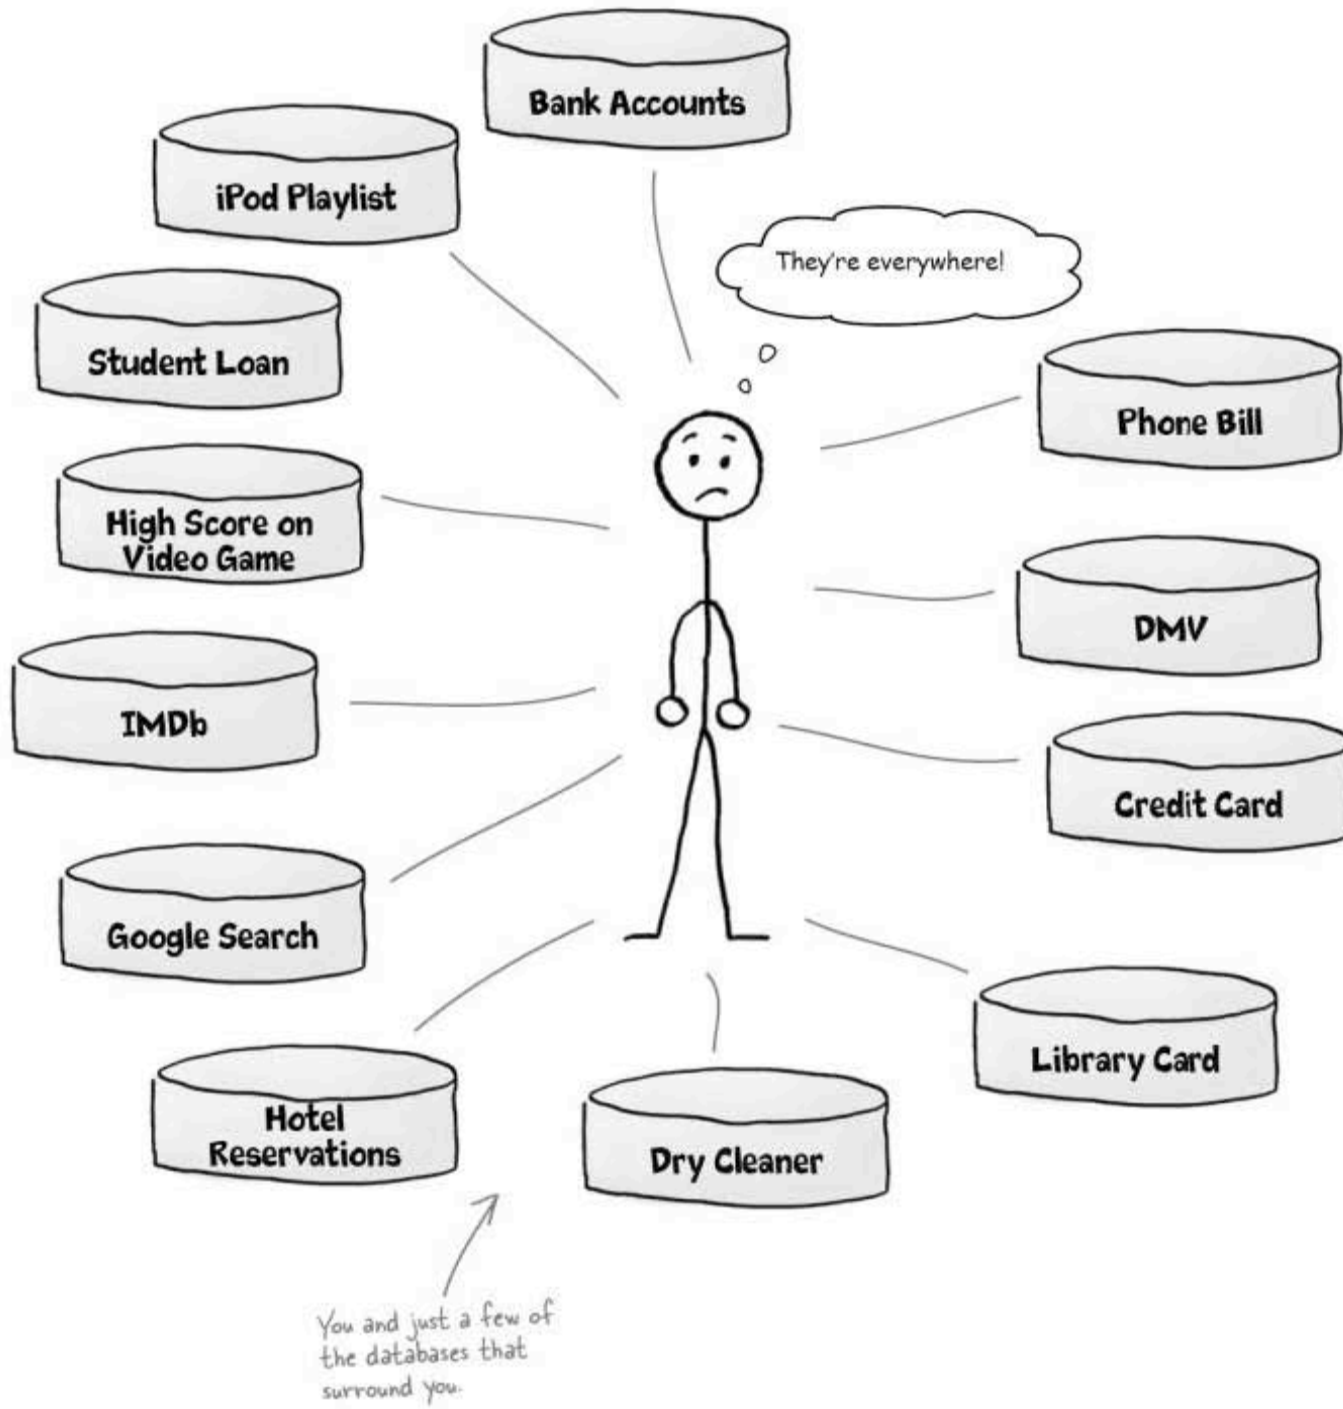 Bank Accounts
iPod Playlist
They're everywhere!
Student Loan
Phone Bill
High Score on
Video Game
DMV
IMDb
Credit Card
Google Search
Library Card
Hotel
Reservations
Dry Cleaner
You and just a few of
the databases that
surround you.